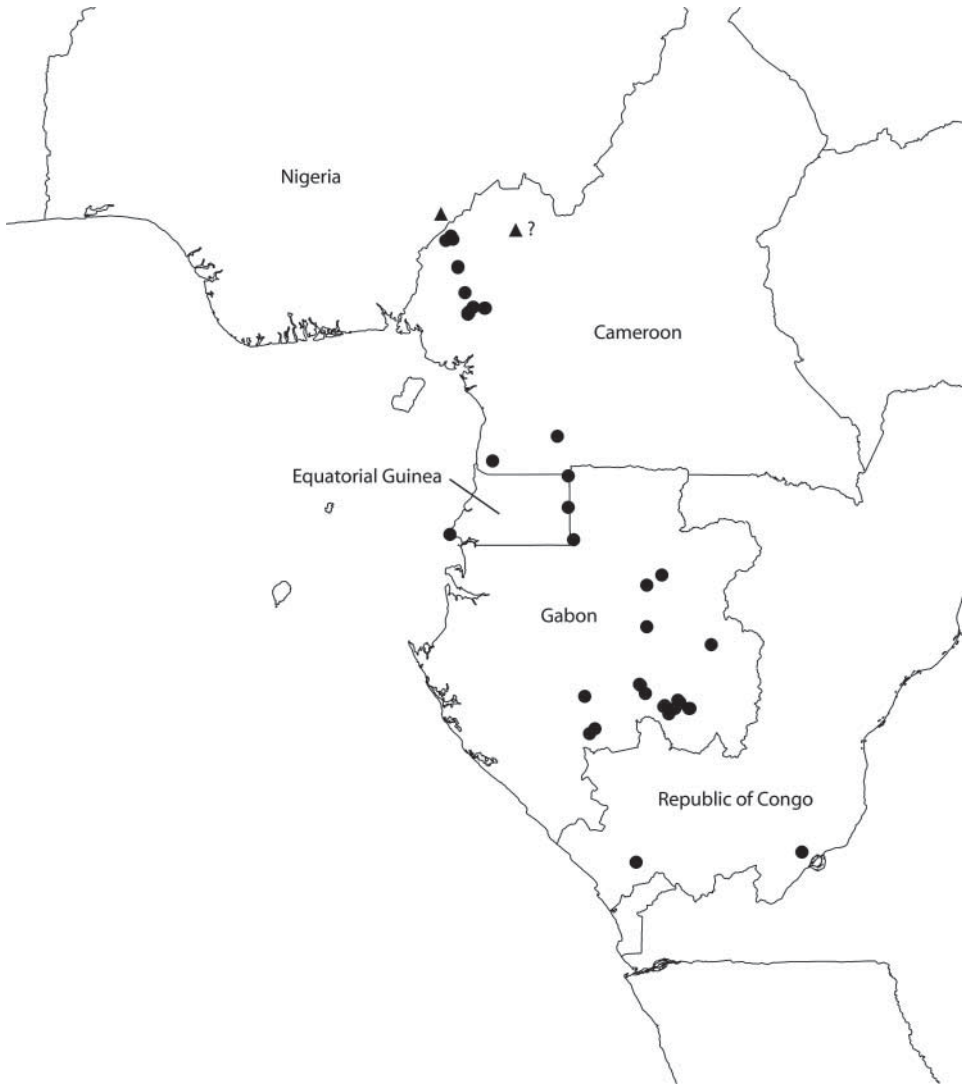 Nigeria
?
Cameroon
Equatorial Guinea
Gabon
Republic of Congo